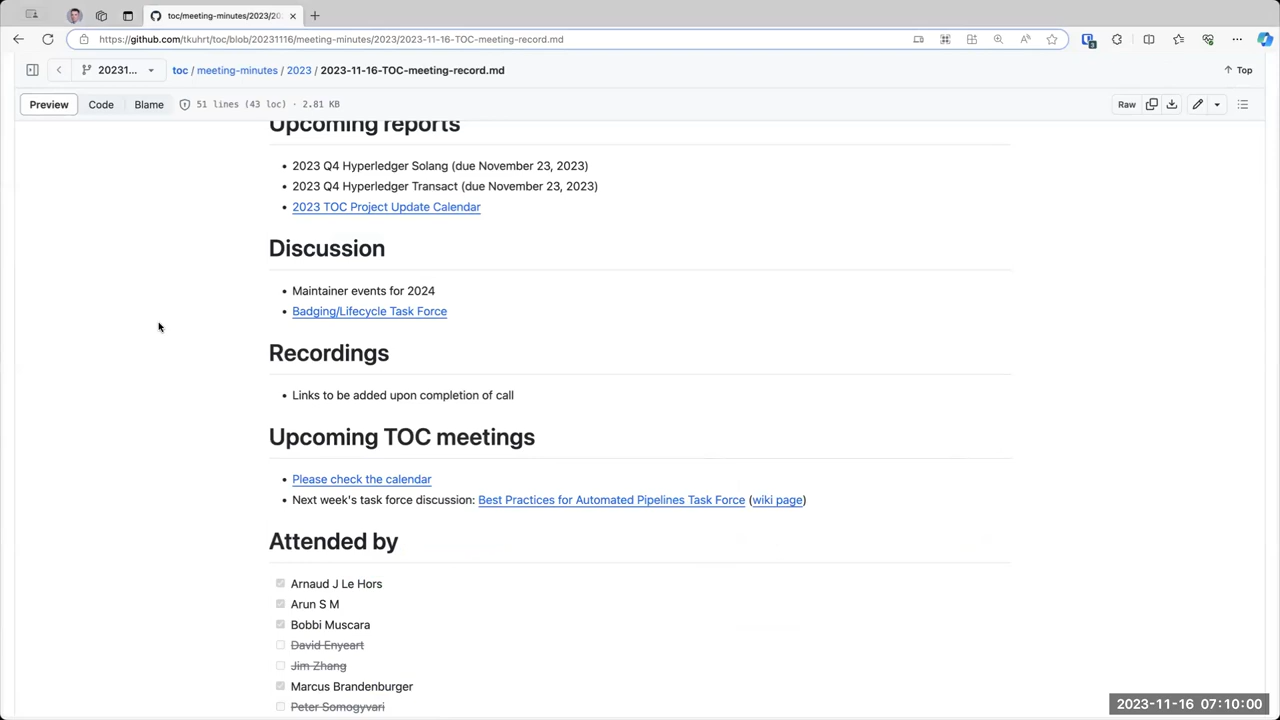 toc/meeting-minutes/2023/20
https://github.com/tkuhrt/toc/blob/20231116/meeting-minutes/2023/2023-11-16-TOC-meeting-record.md
20231... toc / meeting-minutes / 2023 / 2023-11-16-TOC-meeting-record.md Top
Preview Code Blame 51 lines (43 loc) · 2.81 KB Raw
Upcoming reports
• 2023 Q4 Hyperledger Solang (due November 23, 2023)
• 2023 Q4 Hyperledger Transact (due November 23, 2023)
• 2023 TOC Project Update Calendar
Discussion
• Maintainer events for 2024
• Badging/Lifecycle Task Force
Recordings
• Links to be added upon completion of call
Upcoming TOC meetings
• Please check the calendar
• Next week's task force discussion: Best Practices for Automated Pipelines Task Force (wiki page)
Attended by
Arnaud J Le Hors
Arun S M
Bobbi Muscara
David Enyeart
Jim Zhang
Marcus Brandenburger
Peter Somogyvari
2023-11-16 07:10:00